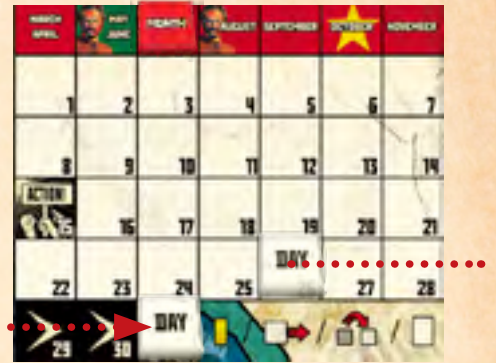 MARCH APRIL MAY JUNE MONTH AUGUST SEPTEMBER OCTOBER NOVEMBER
1 2 3 4 5 6 7
8 9 10 11 12 13 14
ACTION! 15 16 17 18 19 20 21
22 23 24 25 DAY 27 28
29 30 DAY / / /